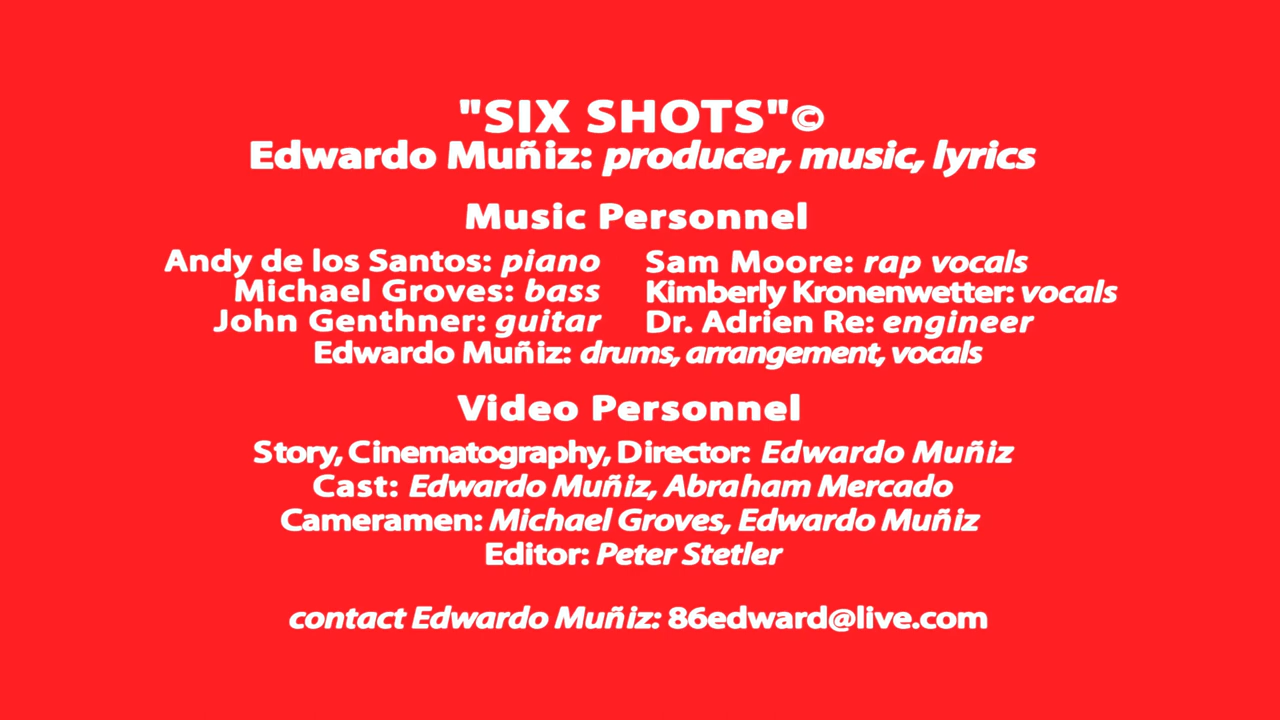 "SIX SHOTS"©
Edwardo Muñiz: producer, music, lyrics
Music Personnel
Andy de los Santos: piano
Michael Groves: bass
John Genthner: guitar
Sam Moore: rap vocals
Kimberly Kronenwetter: vocals
Dr. Adrien Re: engineer
Edwardo Muñiz: drums, arrangement, vocals
Video Personnel
Story, Cinematography, Director: Edwardo Muñiz
Cast: Edwardo Muñiz, Abraham Mercado
Cameramen: Michael Groves, Edwardo Muñiz
Editor: Peter Stetler
contact Edwardo Muñiz: 86edward@live.com